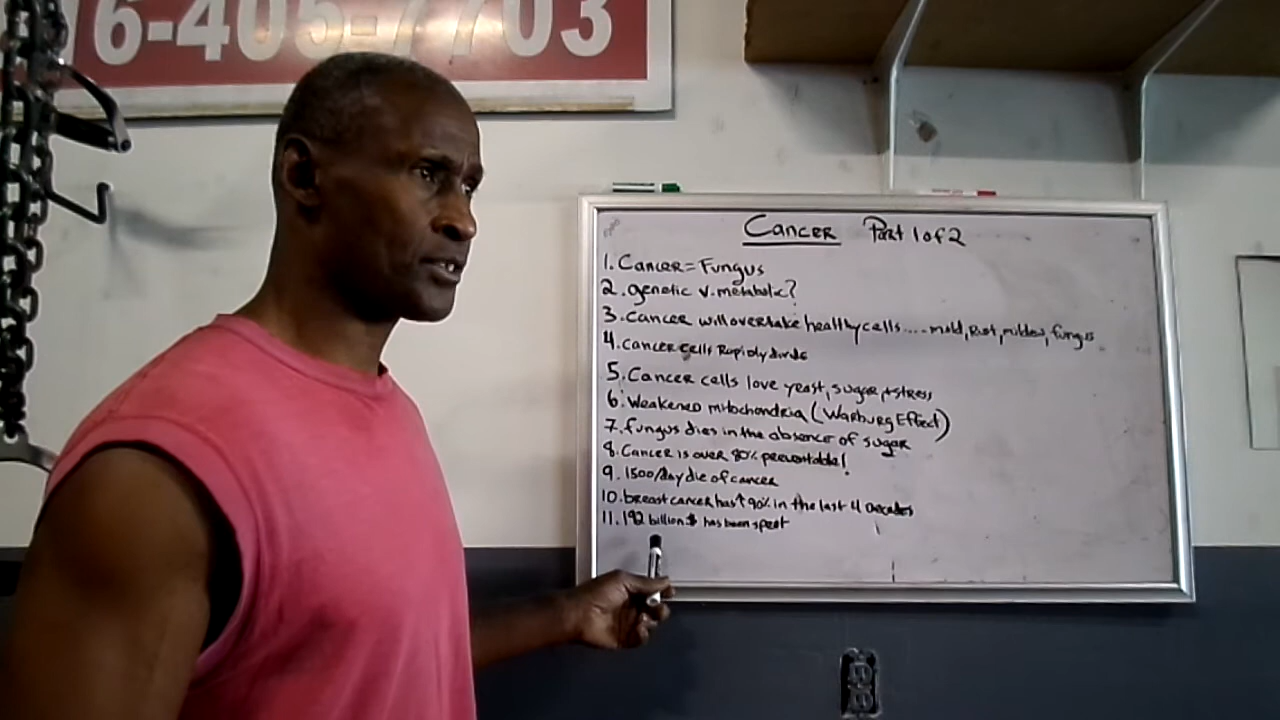 6-405-7703
Cancer Part 1 of 2
1. Cancer = Fungus
2. genetic v. metabolic?
3. Cancer will overtake healthy cells .... mold, Rust, mildew, fungus
4. Cancer cells Rapidly divide
5. Cancer cells love yeast, sugar, + stress
6. Weakened mitochondria (Warburg Effect)
7. fungus dies in the absence of sugar
8. Cancer is over 80% preventable!
9. 1500/day die of cancer
10. breast cancer has ↑ 90% in the last 4 Decades
11. 192 billion $ has been spent